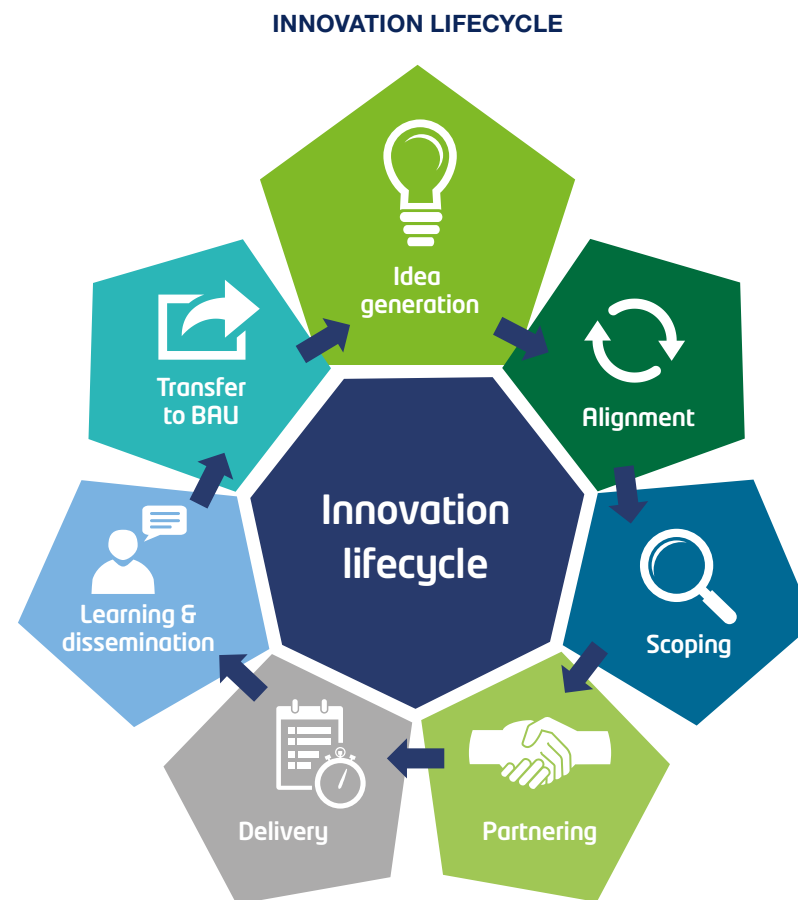 INNOVATION LIFECYCLE
Idea
generation
Alignment
Scoping
Partnering
Delivery
Learning &
dissemination
Transfer
to BAU
Innovation
lifecycle